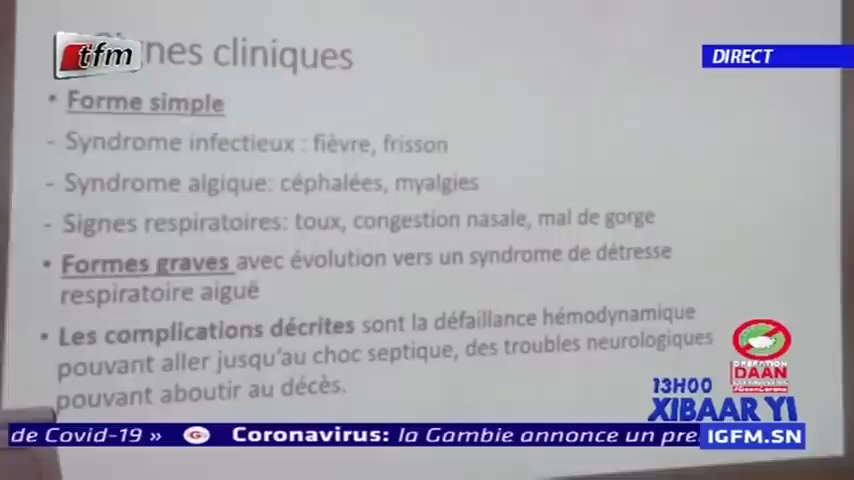 tfm
DIRECT
nes cliniques
• Forme simple
- Syndrome infectieux : fièvre, frisson
- Syndrome algique: céphalées, myalgies
- Signes respiratoires: toux, congestion nasale, mal de gorge
• Formes graves avec évolution vers un syndrome de détresse
respiratoire aiguë
• Les complications décrites sont la défaillance hémodynamique
pouvant aller jusqu'au choc septique, des troubles neurologiques
pouvant aboutir au décès.
DAAN
#DaanCorona
13H00
XIBAAR YI
de Covid-19 » Coronavirus: la Gambie annonce un pre
IGFM.SN